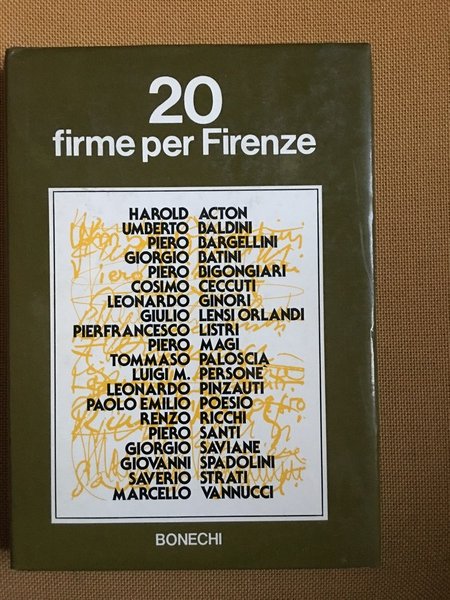 20
firme per Firenze
HAROLD ACTON
UMBERTO BALDINI
PIERO BARGELLINI
GIORGIO BATINI
PIERO BIGONGIARI
COSIMO CECCUTI
LEONARDO GINORI
GIULIO LENSI ORLANDI
PIERFRANCESCO LISTRI
PIERO MAGI
TOMMASO PALOSCIA
LUIGI M. PERSONE
LEONARDO PINZAUTI
PAOLO EMILIO POESIO
RENZO RICCHI
PIERO SANTI
GIORGIO SAVIANE
GIOVANNI SPADOLINI
SAVERIO STRATI
MARCELLO VANNUCCI
BONECHI